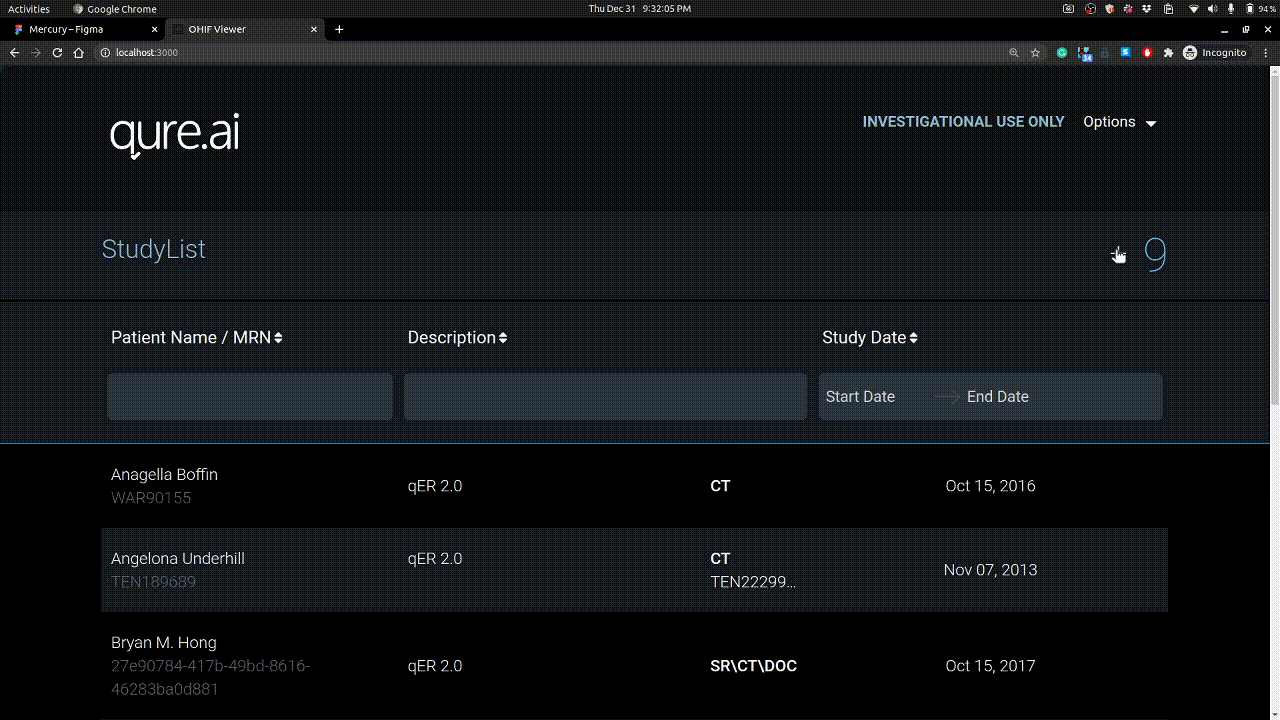 Activities Google Chrome Thu Dec 31 9:32:05 PM 94 %
Mercury – Figma OHIF Viewer
localhost:3000 34 Incognito
qure.ai
INVESTIGATIONAL USE ONLY Options
StudyList 9
Patient Name / MRN Description Study Date
Start Date End Date
Anagella Boffin
WAR90155
qER 2.0 CT Oct 15, 2016
Angelona Underhill
TEN189689
qER 2.0 CT
TEN22299...
Nov 07, 2013
Bryan M. Hong
27e90784-417b-49bd-8616-
46283ba0d881
qER 2.0 SR\CT\DOC Oct 15, 2017